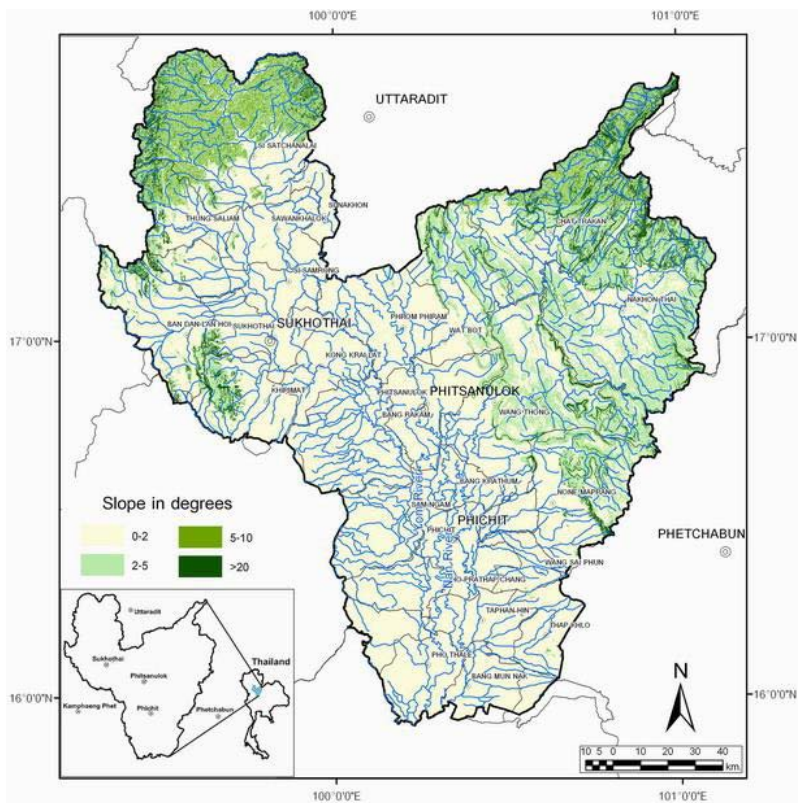 100°0'0"E
101°0'0"E
UTTARADIT
SI SATCHANALAI
SI NAKHON
THUNG SALIAM
SAWANKHALOK
CHAT TRAKAN
SI SAMRONG
NAKHON THAI
BAN DAN LAN HOI
SUKHOTHAI
SUKHOTHAI
PHROM PHIRAM
WAT BOT
17°0'0"N
17°0'0"N
KONG KRAILAT
KHIRIMAT
PHITSANULOK
PHITSANULOK
BANG RAKAM
WANG THONG
Yom River
BANG KRATHUM
NOEN MAPRANG
Slope in degrees
0-2
5-10
2-5
>20
SAM NGAM
PHICHIT
PHICHIT
PHETCHABUN
WANG SAI PHUN
Nan River
PHO PRATHAP CHANG
TAPHAN HIN
THAP KHLO
PHO THALE
BANG MUN NAK
16°0'0"N
16°0'0"N
Uttaradit
Sukhothai
Thailand
Phitsanulok
Kamphaeng Phet
Phichit
Phetchabun
N
10 5 0 10 20 30 40
km
100°0'0"E
101°0'0"E